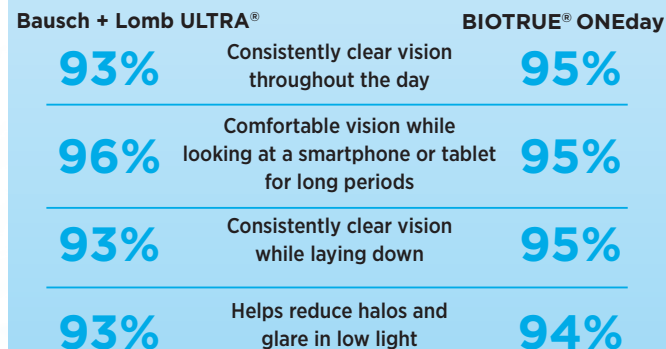 Bausch + Lomb ULTRA® BIOTRUE® ONEday
93% Consistently clear vision throughout the day 95%
96% Comfortable vision while looking at a smartphone or tablet for long periods 95%
93% Consistently clear vision while laying down 95%
93% Helps reduce halos and glare in low light 94%